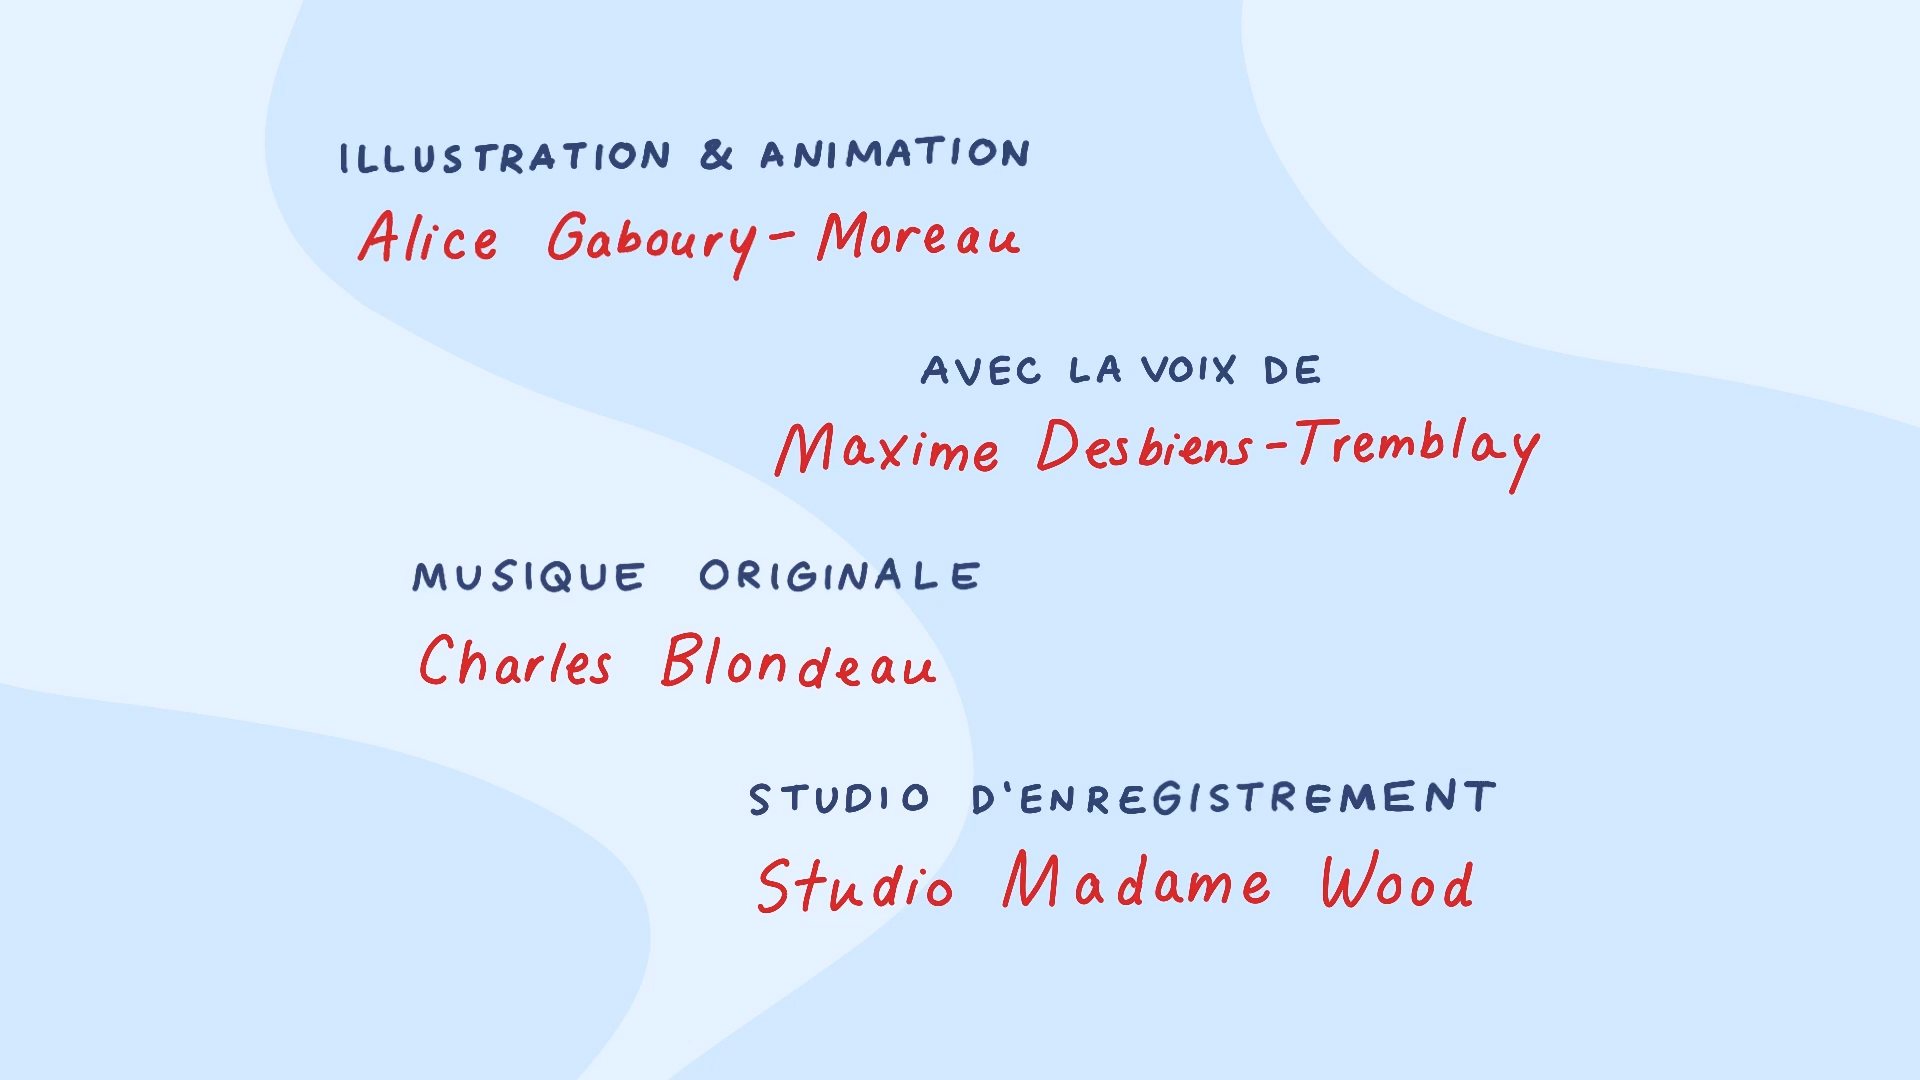 ILLUSTRATION & ANIMATION
Alice Gaboury-Moreau
AVEC LA VOIX DE
Maxime Desbiens-Tremblay
MUSIQUE ORIGINALE
Charles Blondeau
STUDIO D'ENREGISTREMENT
Studio Madame Wood